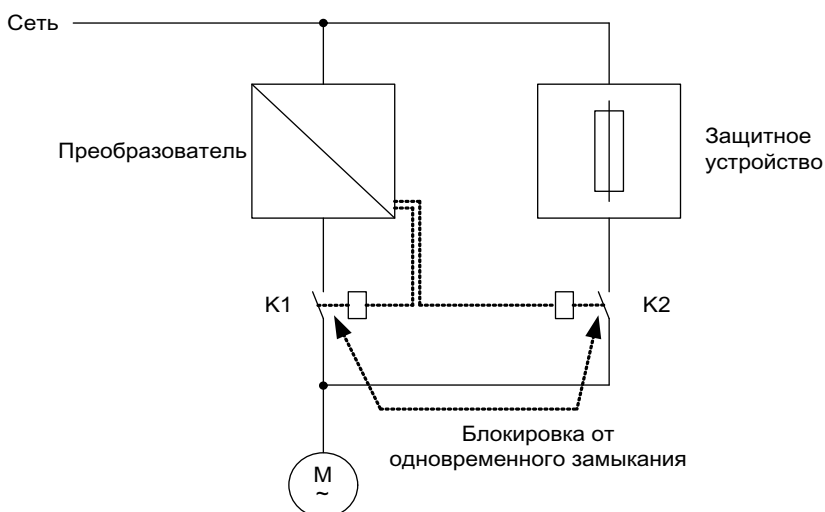 Сеть
Преобразователь
Защитное
устройство
K1
K2
Блокировка от
одновременного замыкания
M
~